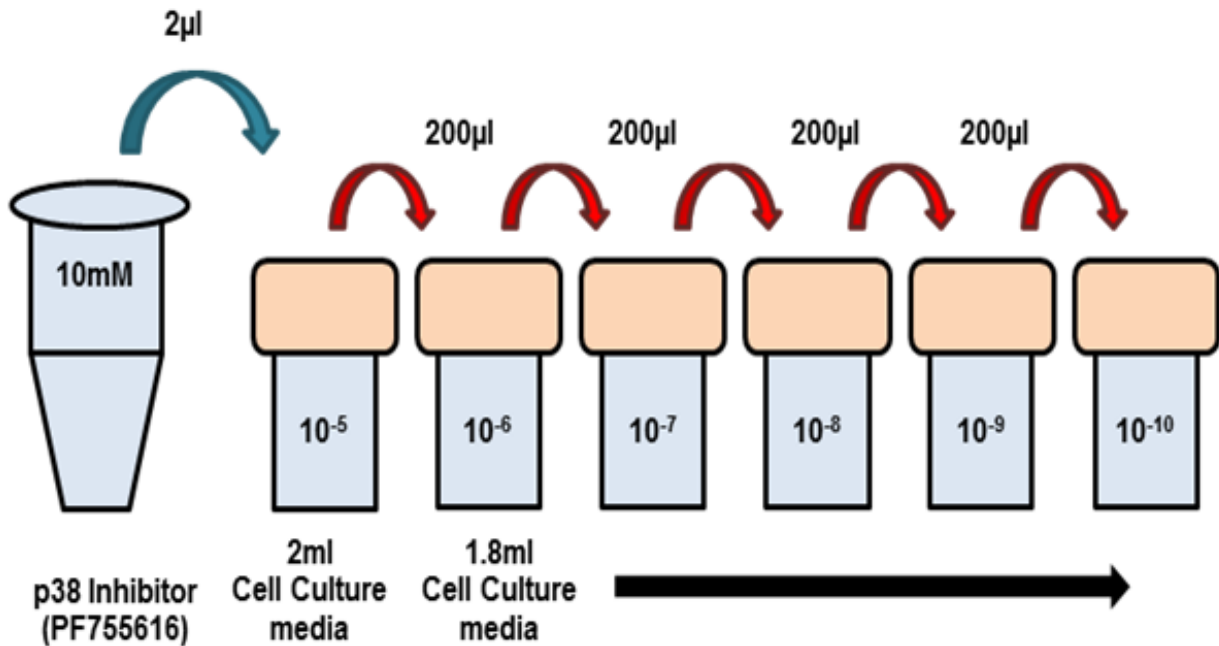 2µl
200µl 200µl 200µl 200µl
10mM
10⁻⁵ 10⁻⁶ 10⁻⁷ 10⁻⁸ 10⁻⁹ 10⁻¹⁰
p38 Inhibitor
(PF755616)
2ml
Cell Culture
media
1.8ml
Cell Culture
media